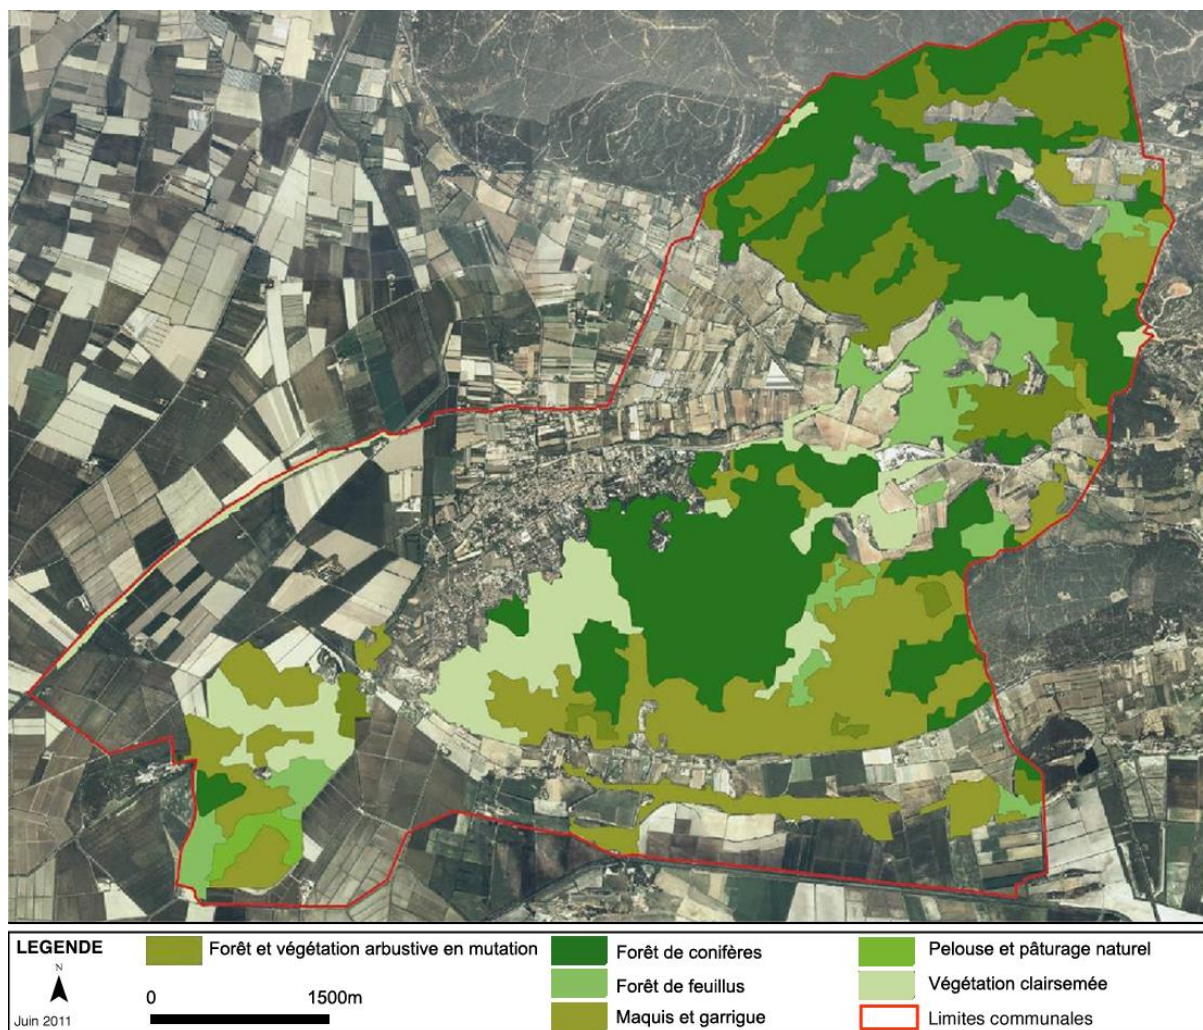 LEGENDE
N
Juin 2011
0 1500m
Forêt et végétation arbustive en mutation
Forêt de conifères
Forêt de feuillus
Maquis et garrigue
Pelouse et pâturage naturel
Végétation clairsemée
Limites communales